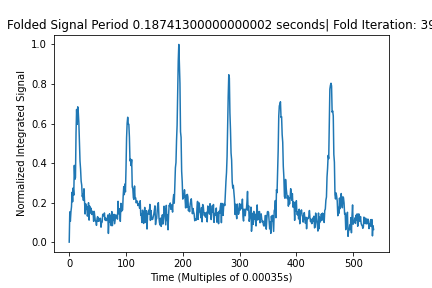 Folded Signal Period 0.18741300000000002 seconds| Fold Iteration: 39
1.0
0.8
0.6
0.4
0.2
0.0
Normalized Integrated Signal
0 100 200 300 400 500
Time (Multiples of 0.00035s)